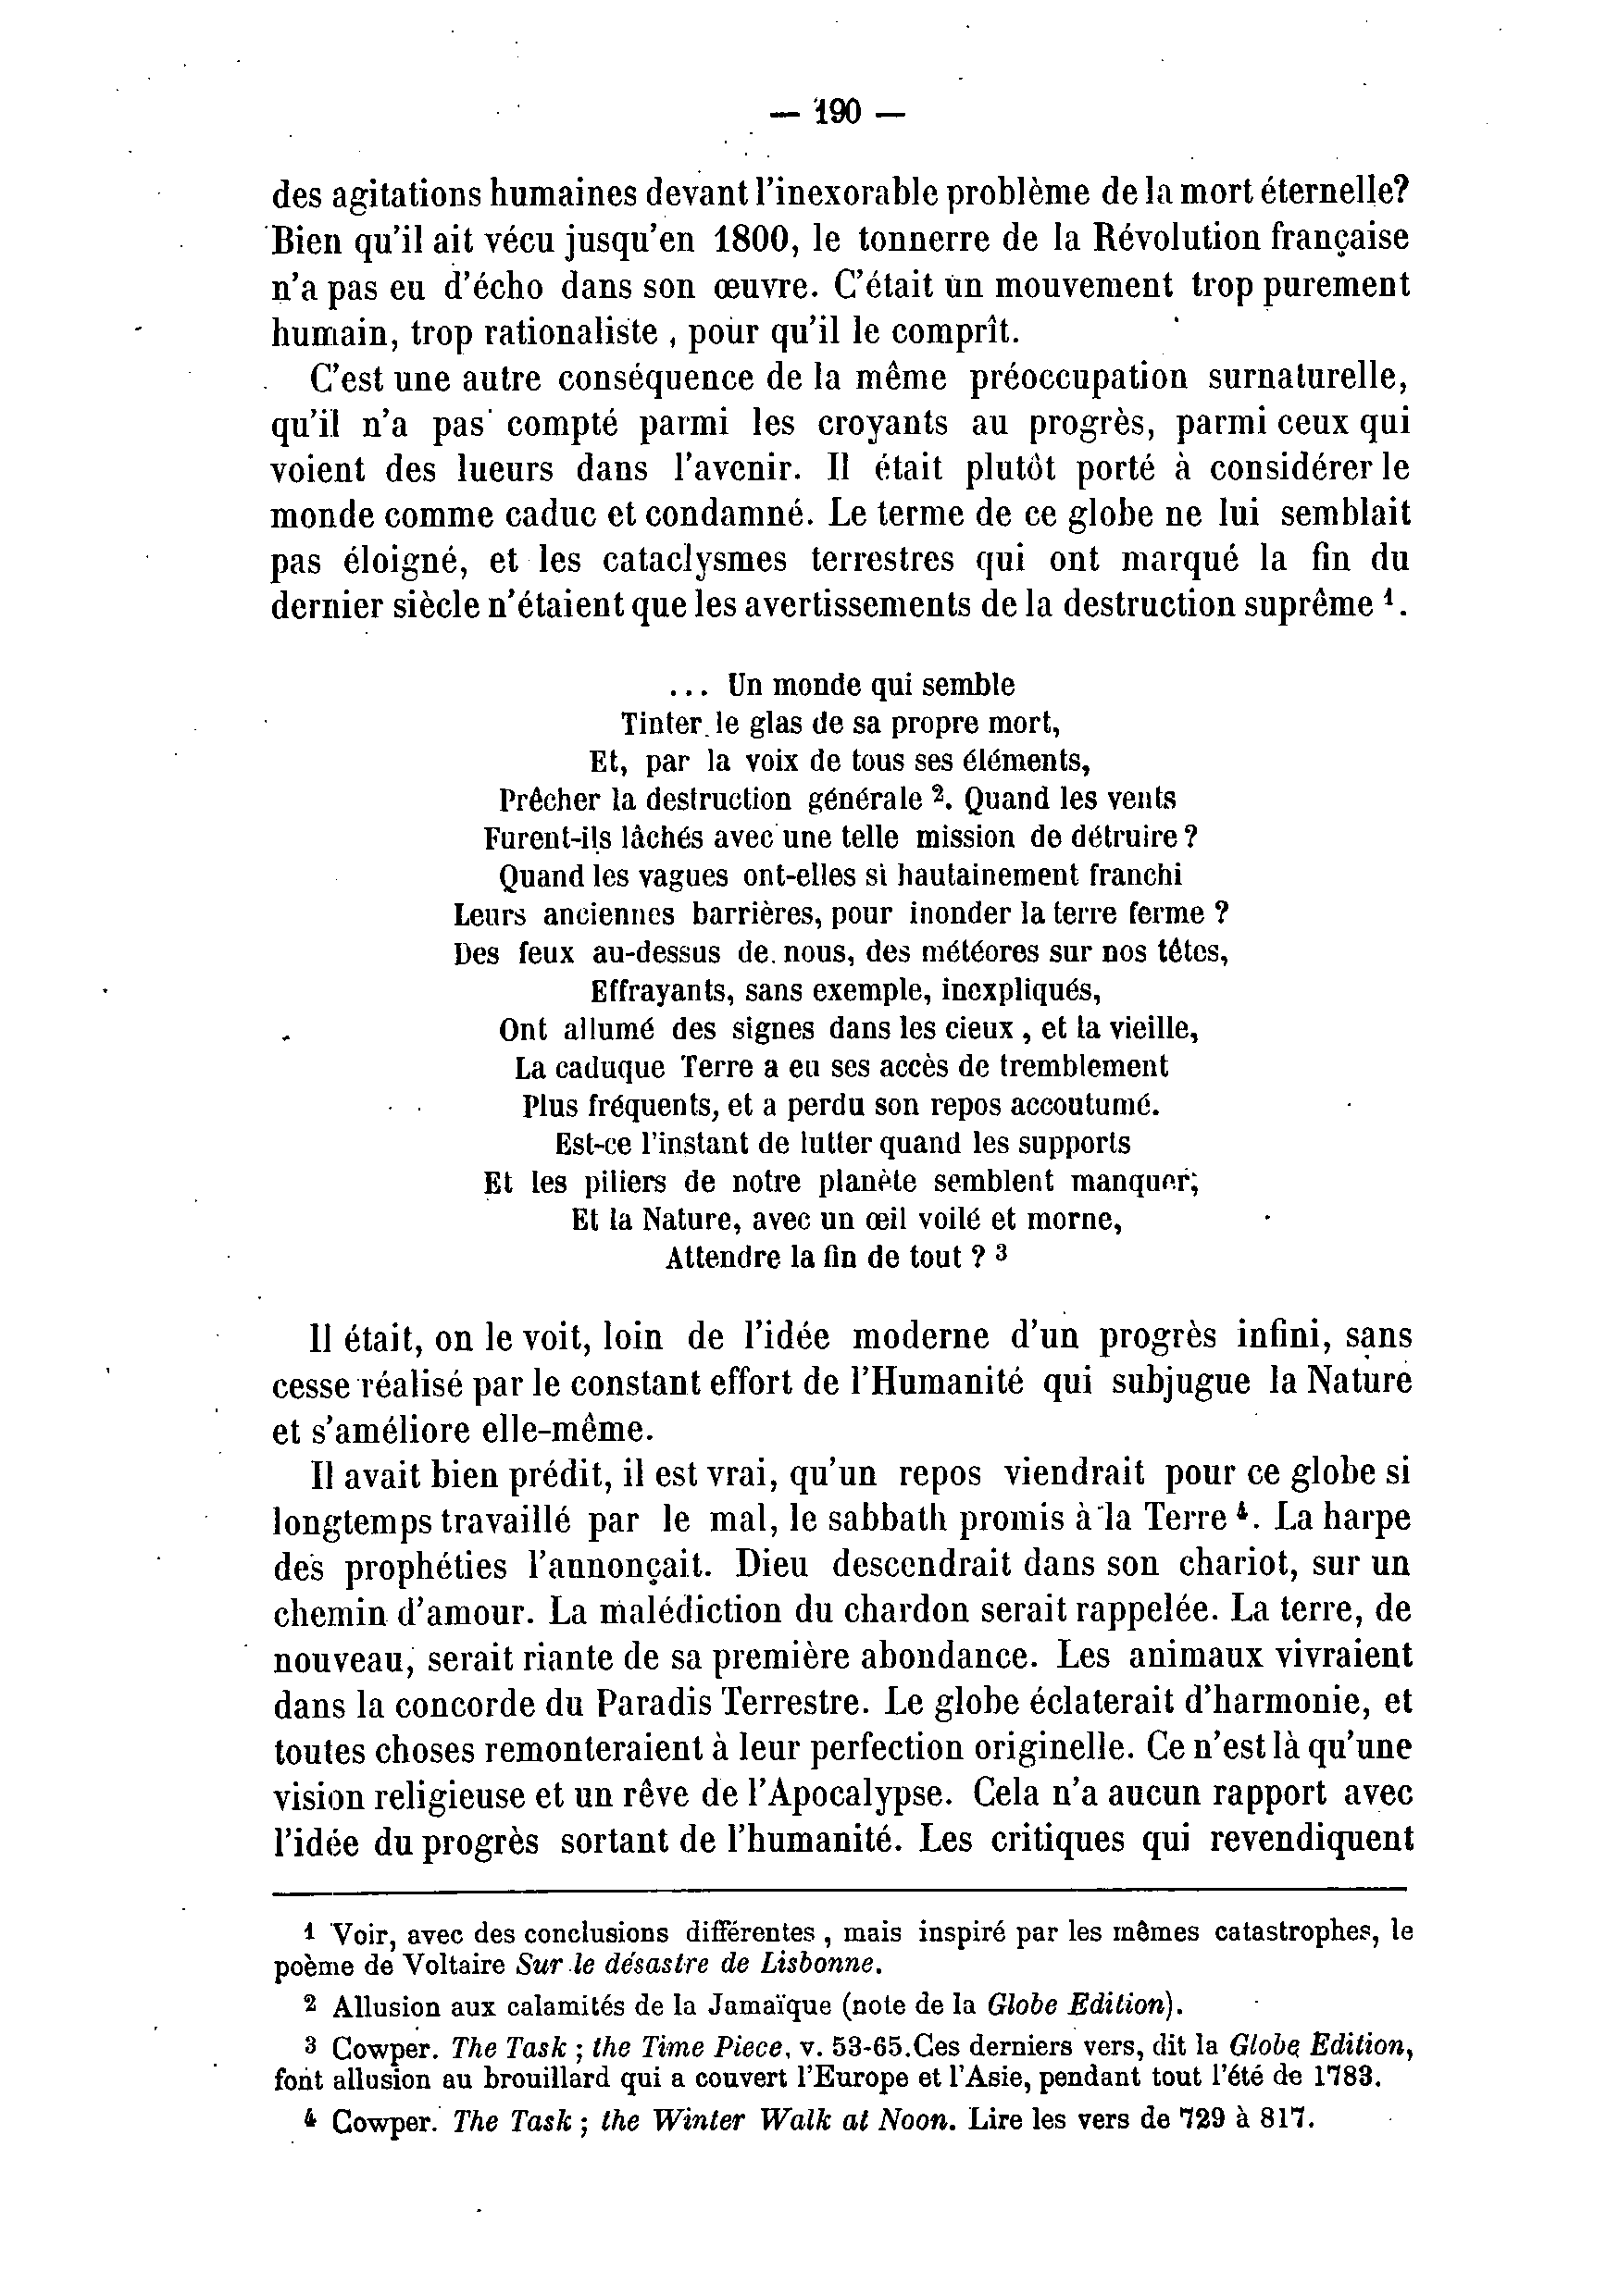 — 190 —
des agitations humaines devant l'inexorable problème de la mort éternelle?
Bien qu'il ait vécu jusqu'en 1800, le tonnerre de la Révolution française
n'a pas eu d'écho dans son œuvre. C'était un mouvement trop purement
humain, trop rationaliste, pour qu'il le comprît.
C'est une autre conséquence de la même préoccupation surnaturelle,
qu'il n'a pas compté parmi les croyants au progrès, parmi ceux qui
voient des lueurs dans l'avenir. Il était plutôt porté à considérer le
monde comme caduc et condamné. Le terme de ce globe ne lui semblait
pas éloigné, et les cataclysmes terrestres qui ont marqué la fin du
dernier siècle n'étaient que les avertissements de la destruction suprême ¹.
... Un monde qui semble
Tinter le glas de sa propre mort,
Et, par la voix de tous ses éléments,
Prêcher la destruction générale ². Quand les vents
Furent-ils lâchés avec une telle mission de détruire ?
Quand les vagues ont-elles si hautainement franchi
Leurs anciennes barrières, pour inonder la terre ferme ?
Des feux au-dessus de nous, des météores sur nos têtes,
Effrayants, sans exemple, inexpliqués,
Ont allumé des signes dans les cieux, et la vieille,
La caduque Terre a eu ses accès de tremblement
Plus fréquents, et a perdu son repos accoutumé.
Est-ce l'instant de lutter quand les supports
Et les piliers de notre planète semblent manquer;
Et la Nature, avec un œil voilé et morne,
Attendre la fin de tout ? ³
Il était, on le voit, loin de l'idée moderne d'un progrès infini, sans
cesse réalisé par le constant effort de l'Humanité qui subjugue la Nature
et s'améliore elle-même.
Il avait bien prédit, il est vrai, qu'un repos viendrait pour ce globe si
longtemps travaillé par le mal, le sabbath promis à la Terre ⁴. La harpe
des prophéties l'annonçait. Dieu descendrait dans son chariot, sur un
chemin d'amour. La malédiction du chardon serait rappelée. La terre, de
nouveau, serait riante de sa première abondance. Les animaux vivraient
dans la concorde du Paradis Terrestre. Le globe éclaterait d'harmonie, et
toutes choses remonteraient à leur perfection originelle. Ce n'est là qu'une
vision religieuse et un rêve de l'Apocalypse. Cela n'a aucun rapport avec
l'idée du progrès sortant de l'humanité. Les critiques qui revendiquent
1 Voir, avec des conclusions différentes, mais inspiré par les mêmes catastrophes, le
poème de Voltaire Sur le désastre de Lisbonne.
2 Allusion aux calamités de la Jamaïque (note de la Globe Edition).
3 Cowper. The Task ; the Time Piece, v. 53-65. Ces derniers vers, dit la Globe Edition,
font allusion au brouillard qui a couvert l'Europe et l'Asie, pendant tout l'été de 1783.
4 Cowper. The Task ; the Winter Walk at Noon. Lire les vers de 729 à 817.